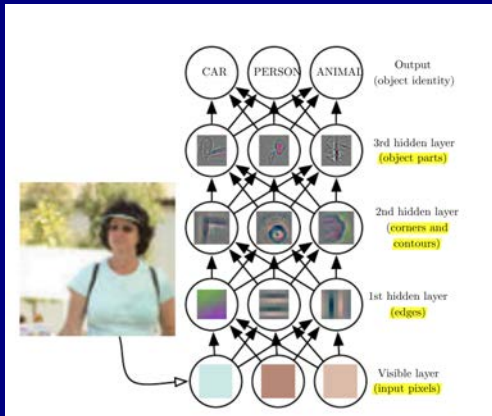 CAR PERSON ANIMAL
Output
(object identity)
3rd hidden layer
(object parts)
2nd hidden layer
(corners and
contours)
1st hidden layer
(edges)
Visible layer
(input pixels)